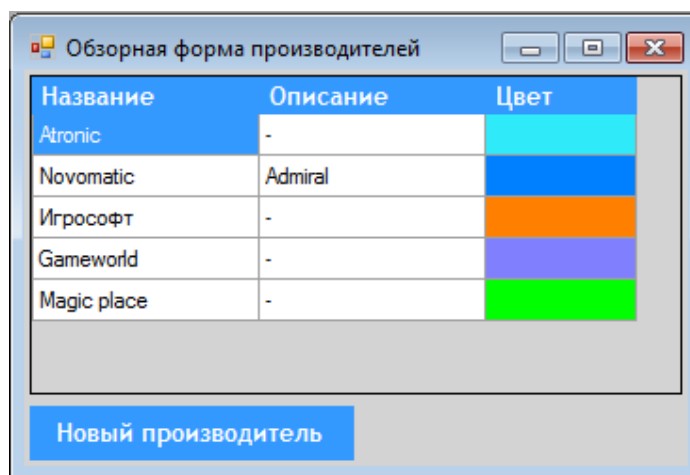 Обзорная форма производителей
Название Описание Цвет
Atronic -
Novomatic Admiral
Игрософт -
Gameworld -
Magic place -
Новый производитель